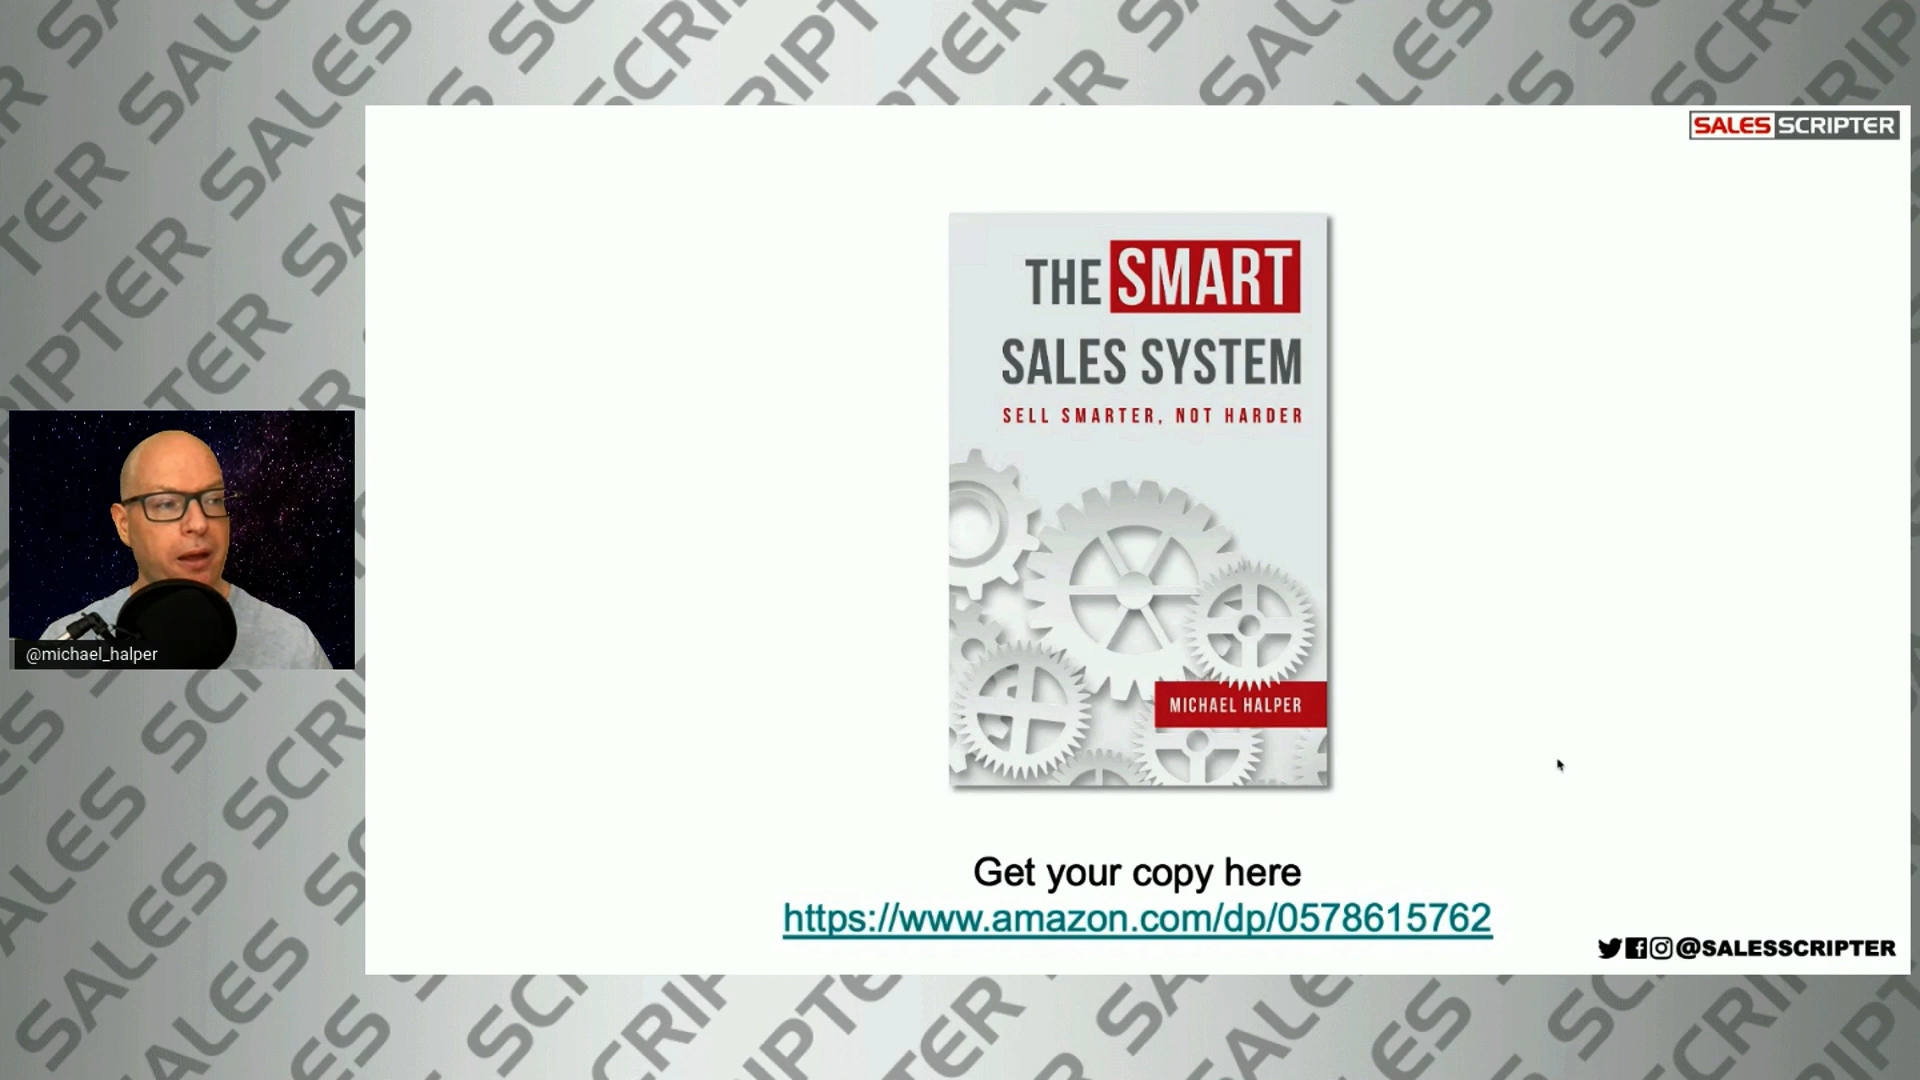 SALES SCRIPTER
THE SMART
SALES SYSTEM
SELL SMARTER, NOT HARDER
MICHAEL HALPER
@michael_halper
Get your copy here
https://www.amazon.com/dp/0578615762
@SALESSCRIPTER